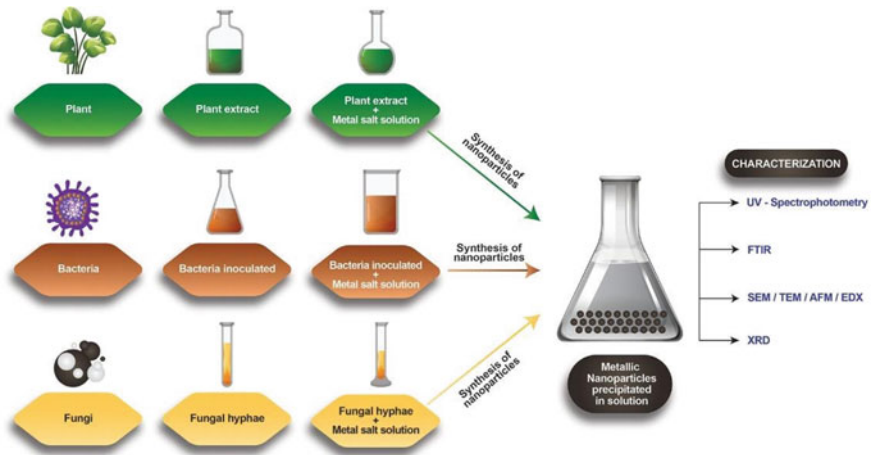 Plant
Plant extract
Plant extract
+
Metal salt solution
Synthesis of
nanoparticles
Bacteria
Bacteria inoculated
Bacteria inoculated
+
Metal salt solution
Synthesis of
nanoparticles
Fungi
Fungal hyphae
Fungal hyphae
+
Metal salt solution
Synthesis of
nanoparticles
Metallic
Nanoparticles
precipitated
in solution
CHARACTERIZATION
UV - Spectrophotometry
FTIR
SEM / TEM / AFM / EDX
XRD